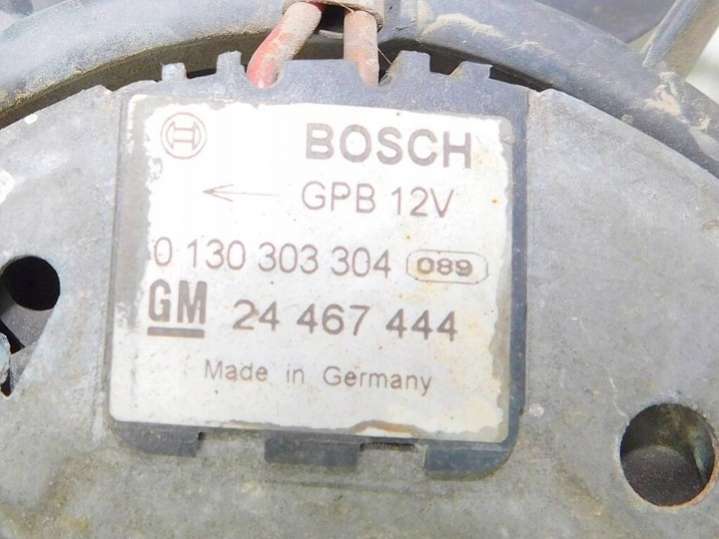 BOSCH
GPB 12V
0 130 303 304 089
GM 24 467 444
Made in Germany